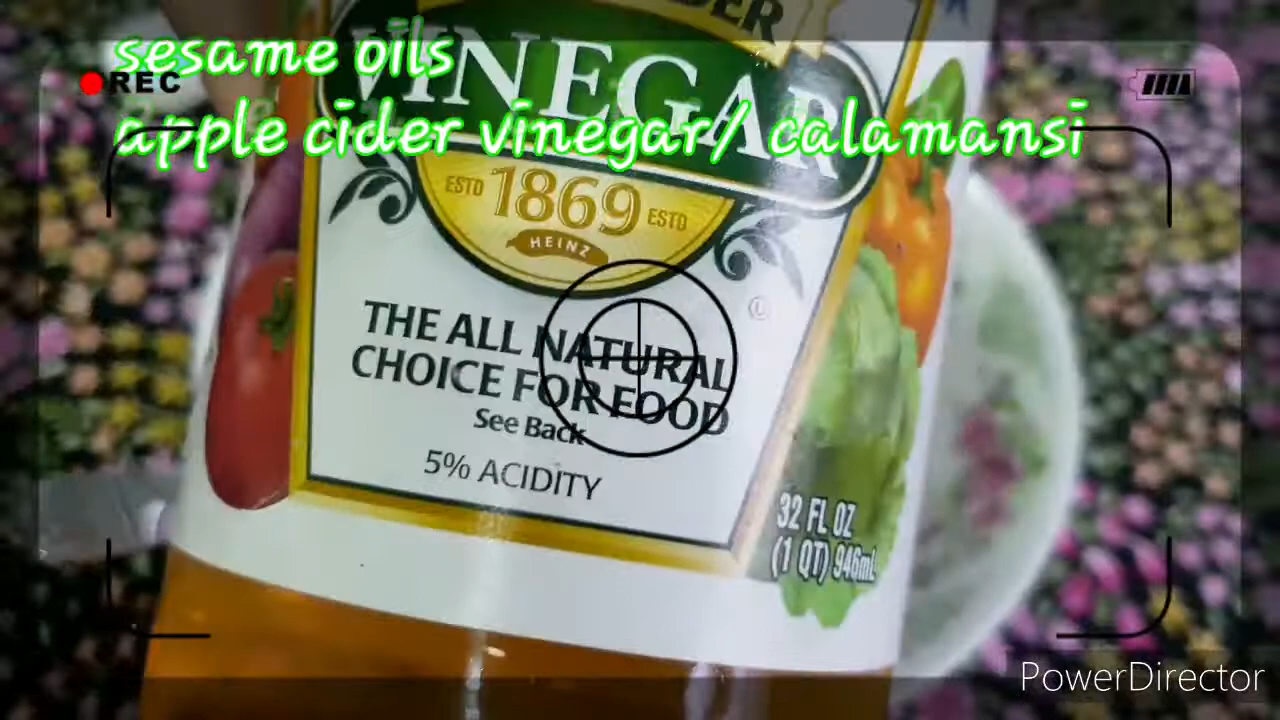 sesame oils
REC
apple cider vinegar/ calamansi
VINEGAR
ESTD 1869 ESTD
HEINZ
THE ALL NATURAL
CHOICE FOR FOOD
See Back
5% ACIDITY
32 FL OZ
(1 QT) 946mL
PowerDirector